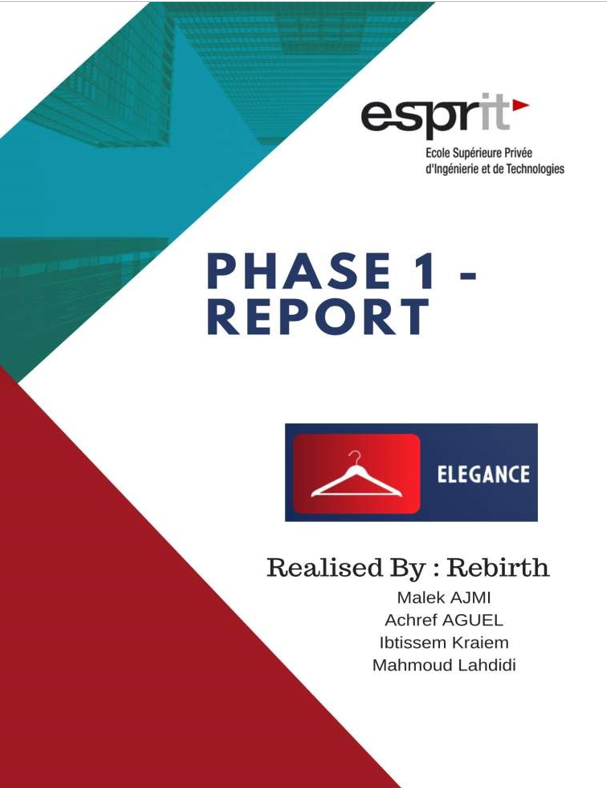 esprit
Ecole Supérieure Privée
d'Ingénierie et de Technologies
PHASE 1 -
REPORT
ELEGANCE
Realised By : Rebirth
Malek AJMI
Achref AGUEL
Ibtissem Kraiem
Mahmoud Lahdidi